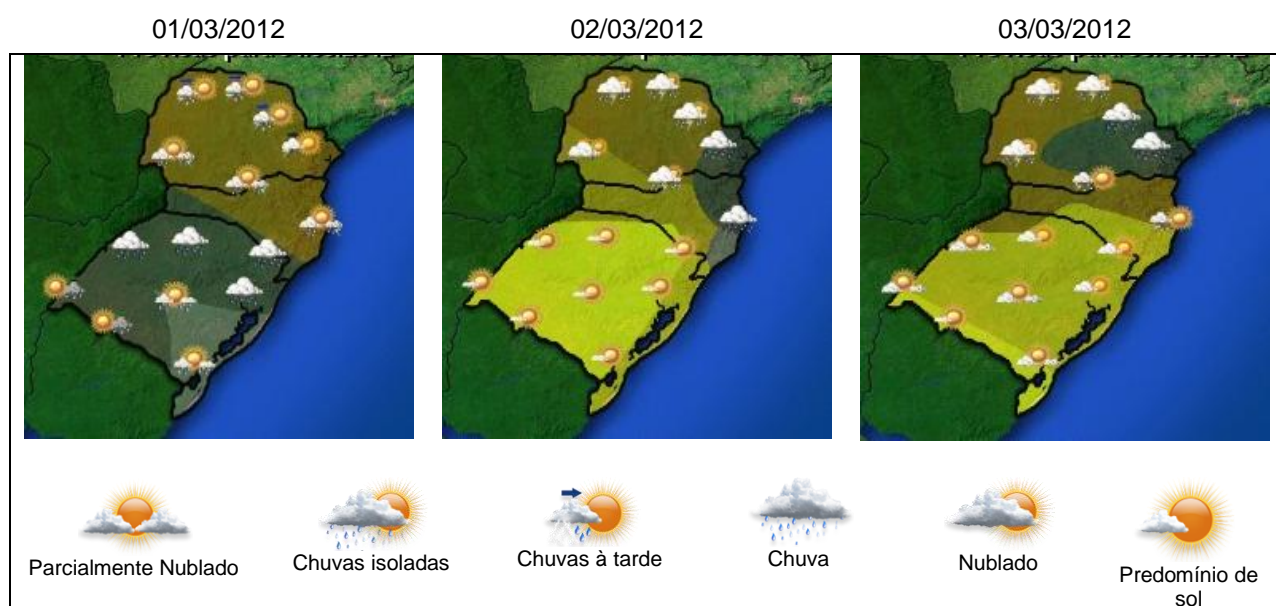 01/03/2012 02/03/2012 03/03/2012
Parcialmente Nublado
Chuvas isoladas
Chuvas à tarde
Chuva
Nublado
Predomínio de
sol